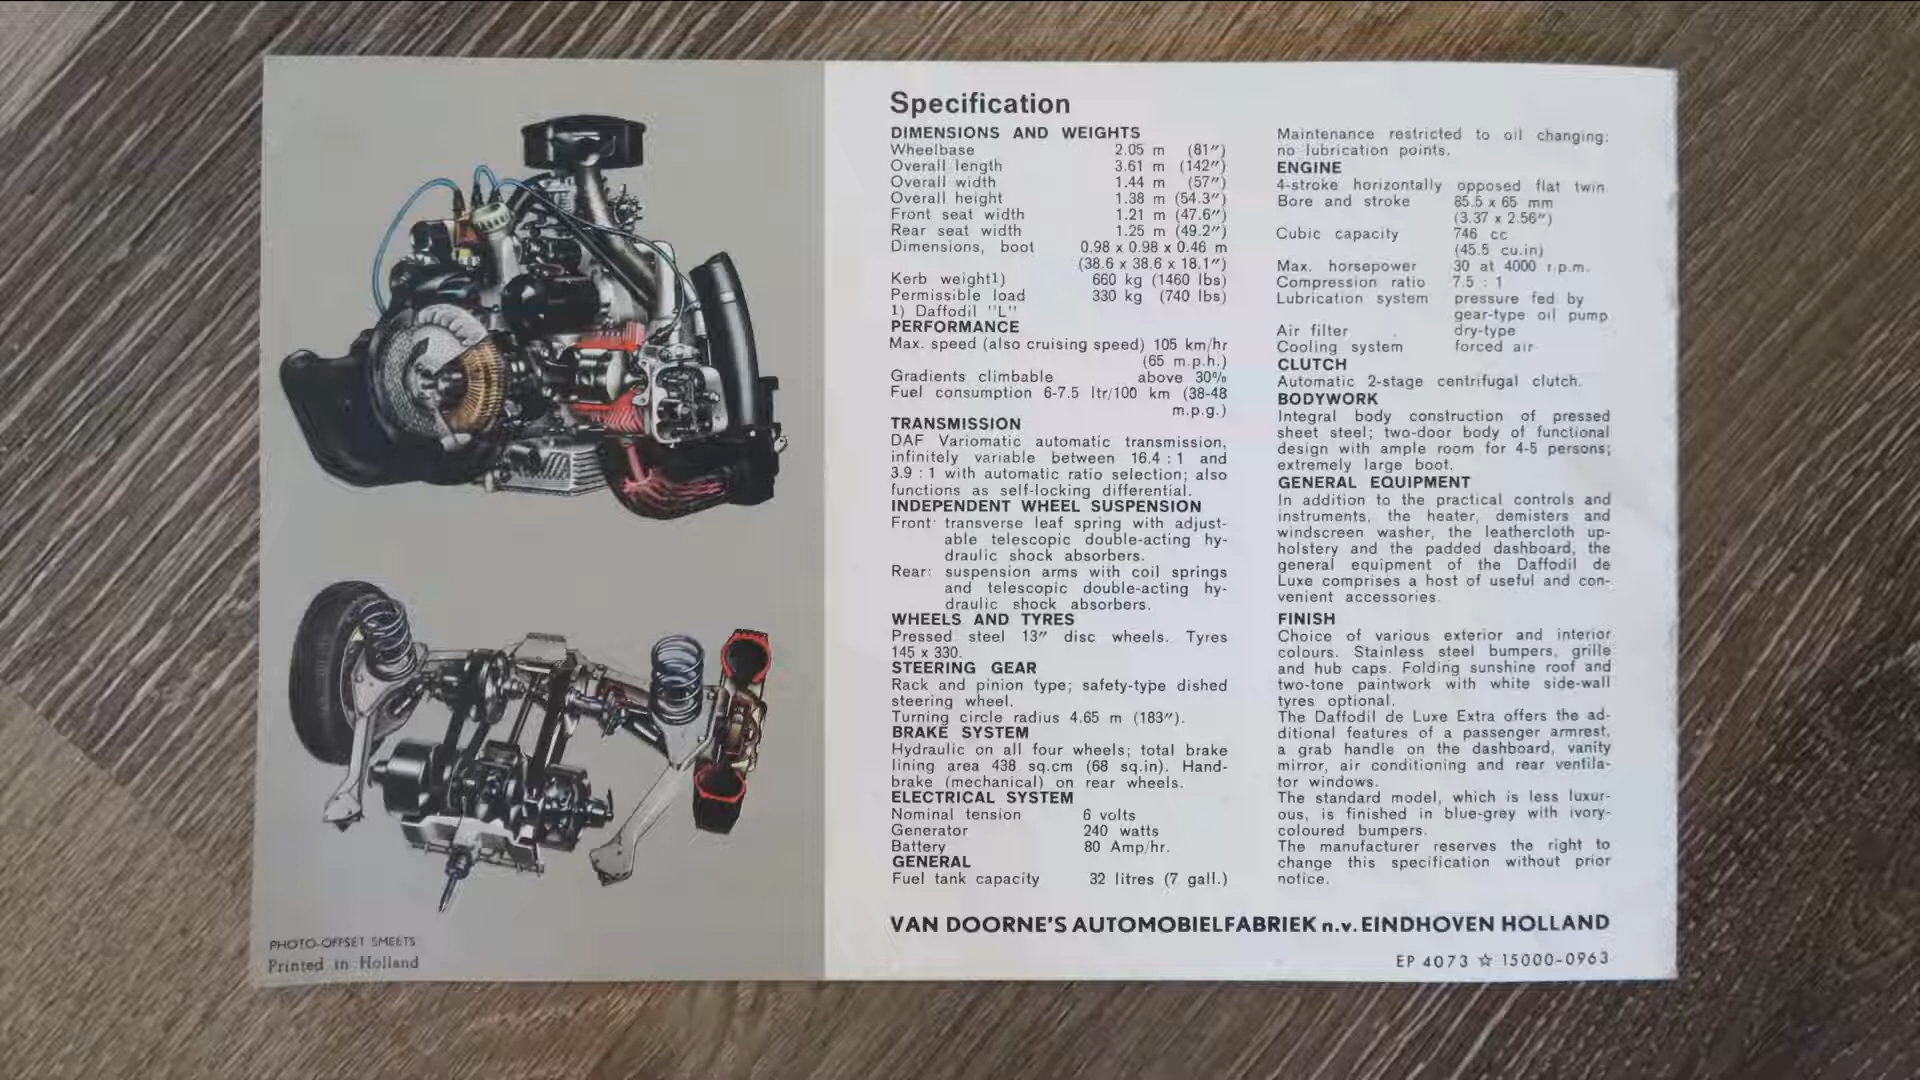 Specification
DIMENSIONS AND WEIGHTS
Wheelbase 2.05 m (81″)
Overall length 3.61 m (142″)
Overall width 1.44 m (57″)
Overall height 1.38 m (54.3″)
Front seat width 1.21 m (47.6″)
Rear seat width 1.25 m (49.2″)
Dimensions, boot 0.98 x 0.98 x 0.46 m
(38.6 x 38.6 x 18.1″)
Kerb weight1) 660 kg (1460 lbs)
Permissible load 330 kg (740 lbs)
1) Daffodil "L"
PERFORMANCE
Max. speed (also cruising speed) 105 km/hr
(65 m.p.h.)
Gradients climbable above 30%
Fuel consumption 6-7.5 ltr/100 km (38-48
m.p.g.)
TRANSMISSION
DAF Variomatic automatic transmission,
infinitely variable between 16.4 : 1 and
3.9 : 1 with automatic ratio selection; also
functions as self-locking differential.
INDEPENDENT WHEEL SUSPENSION
Front: transverse leaf spring with adjust-
able telescopic double-acting hy-
draulic shock absorbers.
Rear: suspension arms with coil springs
and telescopic double-acting hy-
draulic shock absorbers.
WHEELS AND TYRES
Pressed steel 13″ disc wheels. Tyres
145 x 330.
STEERING GEAR
Rack and pinion type; safety-type dished
steering wheel.
Turning circle radius 4.65 m (183″).
BRAKE SYSTEM
Hydraulic on all four wheels; total brake
lining area 438 sq.cm (68 sq.in). Hand-
brake (mechanical) on rear wheels.
ELECTRICAL SYSTEM
Nominal tension 6 volts
Generator 240 watts
Battery 80 Amp/hr.
GENERAL
Fuel tank capacity 32 litres (7 gall.)
Maintenance restricted to oil changing;
no lubrication points.
ENGINE
4-stroke horizontally opposed flat twin.
Bore and stroke 85.5 x 65 mm
(3.37 x 2.56″)
Cubic capacity 746 cc
(45.5 cu.in)
Max. horsepower 30 at 4000 r.p.m.
Compression ratio 7.5 : 1
Lubrication system pressure fed by
gear-type oil pump
Air filter dry-type
Cooling system forced air
CLUTCH
Automatic 2-stage centrifugal clutch.
BODYWORK
Integral body construction of pressed
sheet steel; two-door body of functional
design with ample room for 4-5 persons;
extremely large boot.
GENERAL EQUIPMENT
In addition to the practical controls and
instruments, the heater, demisters and
windscreen washer, the leathercloth up-
holstery and the padded dashboard, the
general equipment of the Daffodil de
Luxe comprises a host of useful and con-
venient accessories.
FINISH
Choice of various exterior and interior
colours. Stainless steel bumpers, grille
and hub caps. Folding sunshine roof and
two-tone paintwork with white side-wall
tyres optional.
The Daffodil de Luxe Extra offers the ad-
ditional features of a passenger armrest,
a grab handle on the dashboard, vanity
mirror, air conditioning and rear ventila-
tor windows.
The standard model, which is less luxur-
ous, is finished in blue-grey with ivory-
coloured bumpers.
The manufacturer reserves the right to
change this specification without prior
notice.
VAN DOORNE'S AUTOMOBIELFABRIEK n.v. EINDHOVEN HOLLAND
EP 4073 ☆ 15000-0963
PHOTO-OFFSET SMEETS
Printed in Holland